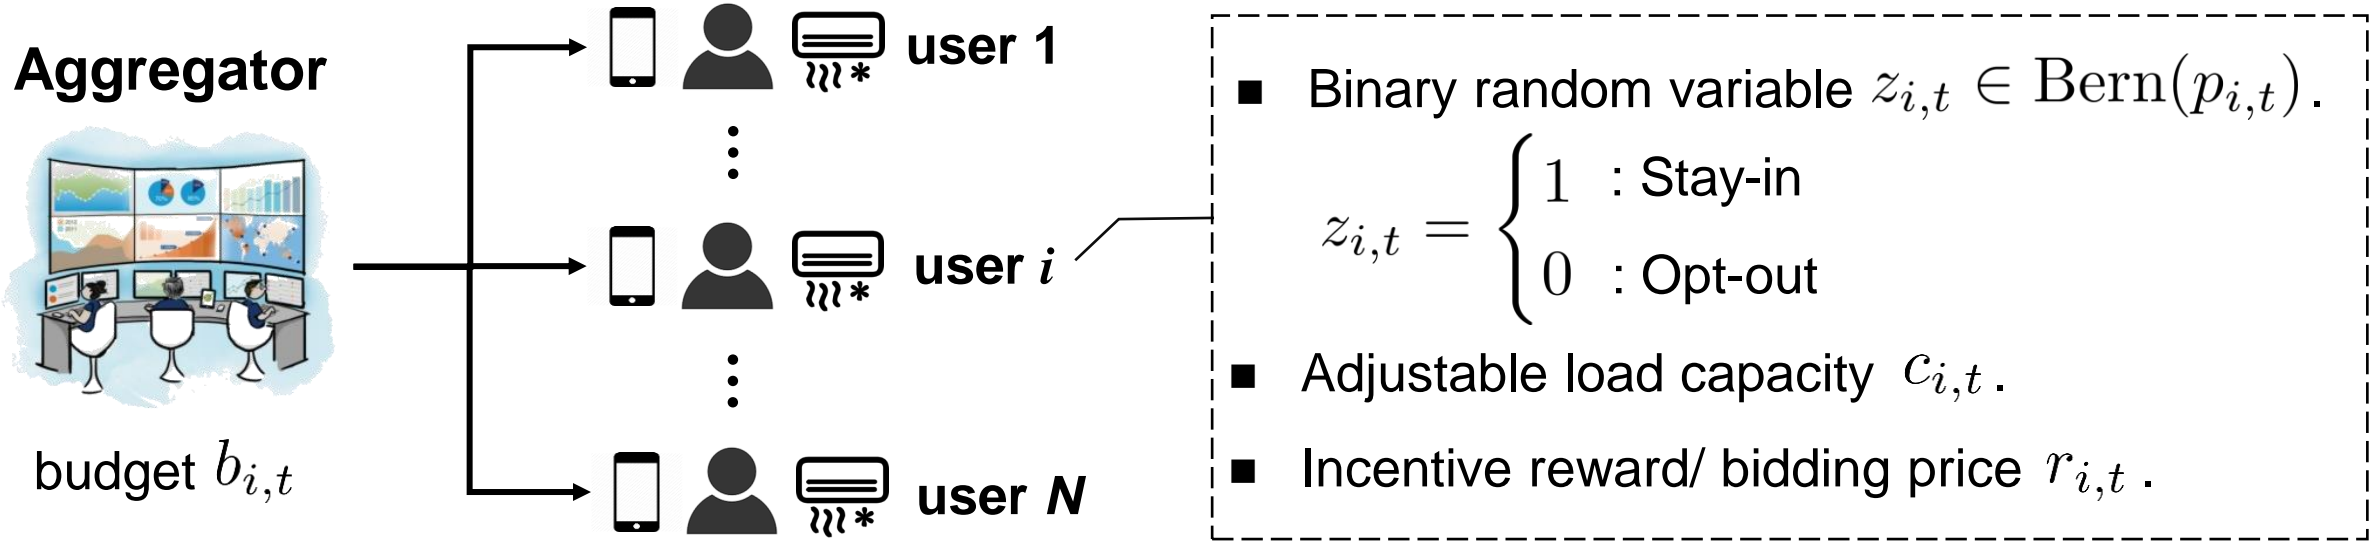 Aggregator
budget b_{i,t}
user 1
user i
user N
■ Binary random variable z_{i,t} ∈ Bern(p_{i,t}).
z_{i,t} = { 1 : Stay-in
0 : Opt-out
■ Adjustable load capacity c_{i,t}.
■ Incentive reward/ bidding price r_{i,t}.